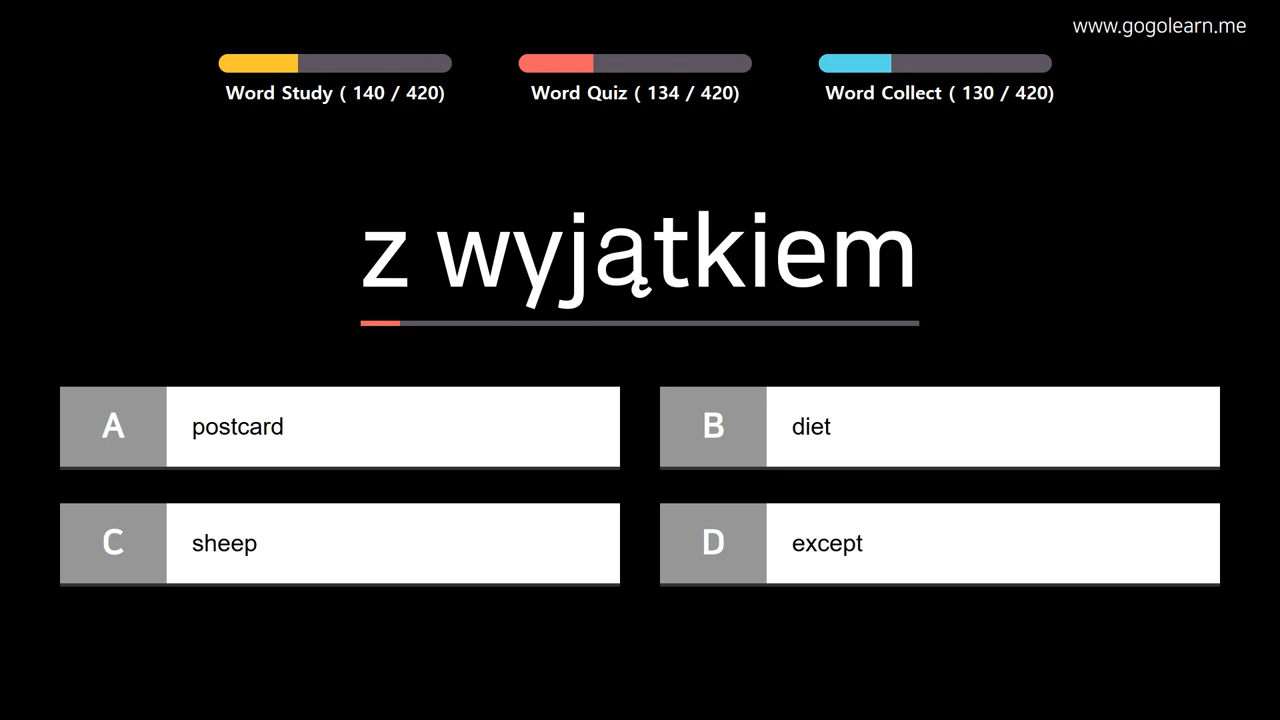 www.gogolearn.me
Word Study ( 140 / 420)
Word Quiz ( 134 / 420)
Word Collect ( 130 / 420)
z wyjątkiem
A postcard
B diet
C sheep
D except